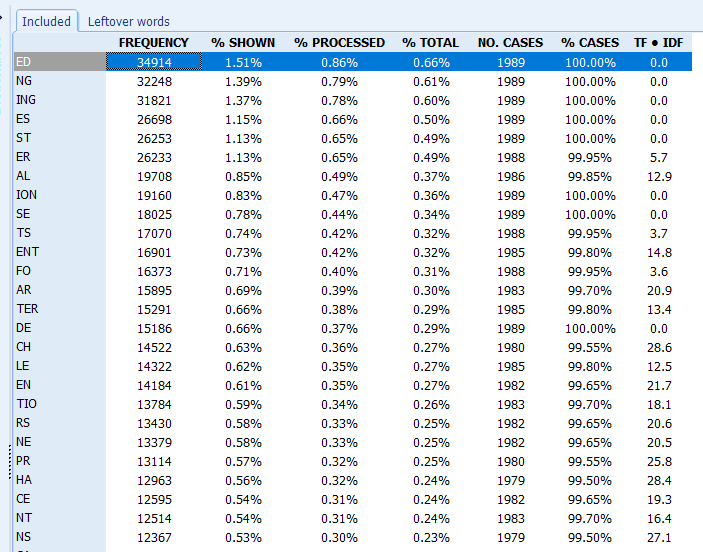 Included Leftover words
FREQUENCY % SHOWN % PROCESSED % TOTAL NO. CASES % CASES TF • IDF
ED 34914 1.51% 0.86% 0.66% 1989 100.00% 0.0
NG 32248 1.39% 0.79% 0.61% 1989 100.00% 0.0
ING 31821 1.37% 0.78% 0.60% 1989 100.00% 0.0
ES 26698 1.15% 0.66% 0.50% 1989 100.00% 0.0
ST 26253 1.13% 0.65% 0.49% 1989 100.00% 0.0
ER 26233 1.13% 0.65% 0.49% 1988 99.95% 5.7
AL 19708 0.85% 0.49% 0.37% 1986 99.85% 12.9
ION 19160 0.83% 0.47% 0.36% 1989 100.00% 0.0
SE 18025 0.78% 0.44% 0.34% 1989 100.00% 0.0
TS 17070 0.74% 0.42% 0.32% 1988 99.95% 3.7
ENT 16901 0.73% 0.42% 0.32% 1985 99.80% 14.8
FO 16373 0.71% 0.40% 0.31% 1988 99.95% 3.6
AR 15895 0.69% 0.39% 0.30% 1983 99.70% 20.9
TER 15291 0.66% 0.38% 0.29% 1985 99.80% 13.4
DE 15186 0.66% 0.37% 0.29% 1989 100.00% 0.0
CH 14522 0.63% 0.36% 0.27% 1980 99.55% 28.6
LE 14322 0.62% 0.35% 0.27% 1985 99.80% 12.5
EN 14184 0.61% 0.35% 0.27% 1982 99.65% 21.7
TIO 13784 0.59% 0.34% 0.26% 1983 99.70% 18.1
RS 13430 0.58% 0.33% 0.25% 1982 99.65% 20.6
NE 13379 0.58% 0.33% 0.25% 1982 99.65% 20.5
PR 13114 0.57% 0.32% 0.25% 1980 99.55% 25.8
HA 12963 0.56% 0.32% 0.24% 1979 99.50% 28.4
CE 12595 0.54% 0.31% 0.24% 1982 99.65% 19.3
NT 12514 0.54% 0.31% 0.24% 1983 99.70% 16.4
NS 12367 0.53% 0.30% 0.23% 1979 99.50% 27.1